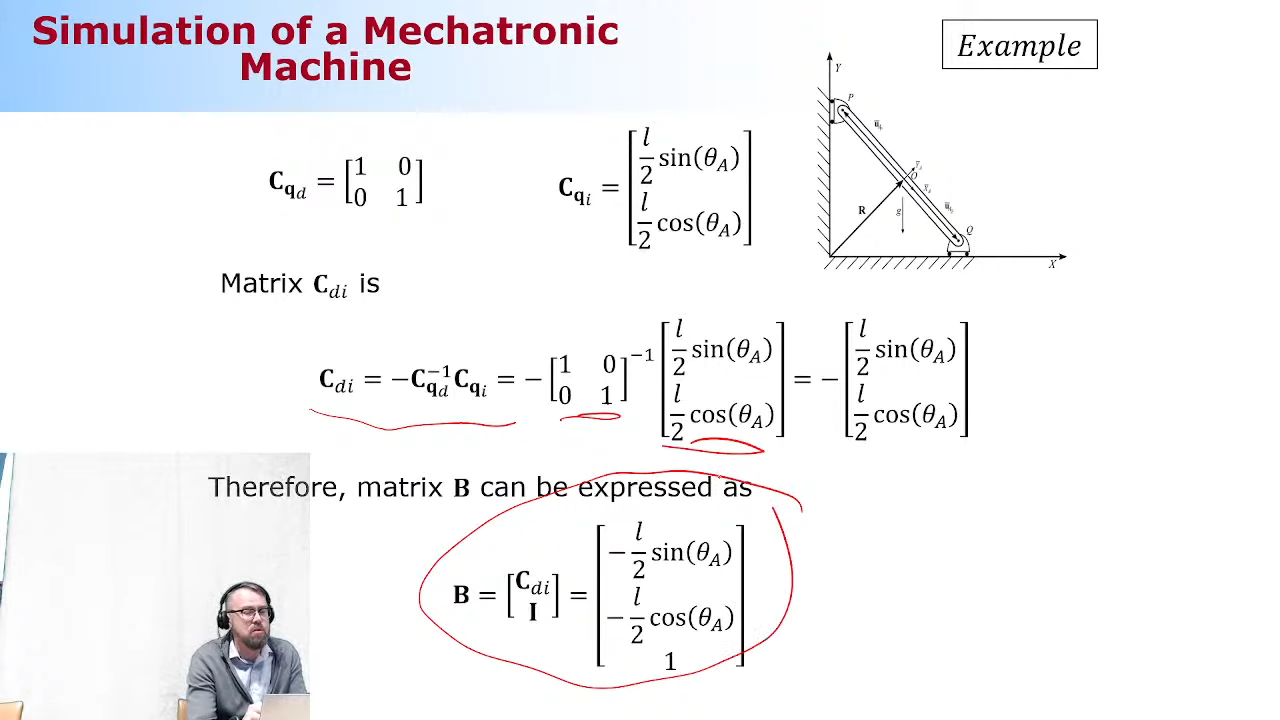 Simulation of a Mechatronic
Machine
Example
Y
P
R
g
O
Q
X
𝐂_{𝐪_d} = [1 0; 0 1]
𝐂_{𝐪_i} = [l/2 sin(θ_A); l/2 cos(θ_A)]
Matrix 𝐂_{di} is
𝐂_{di} = −𝐂_{𝐪_d}^{−1}𝐂_{𝐪_i} = −[1 0; 0 1]^{−1} [l/2 sin(θ_A); l/2 cos(θ_A)] = −[l/2 sin(θ_A); l/2 cos(θ_A)]
Therefore, matrix 𝐁 can be expressed as
𝐁 = [𝐂_{di}; 𝐈] = [−l/2 sin(θ_A); −l/2 cos(θ_A); 1]